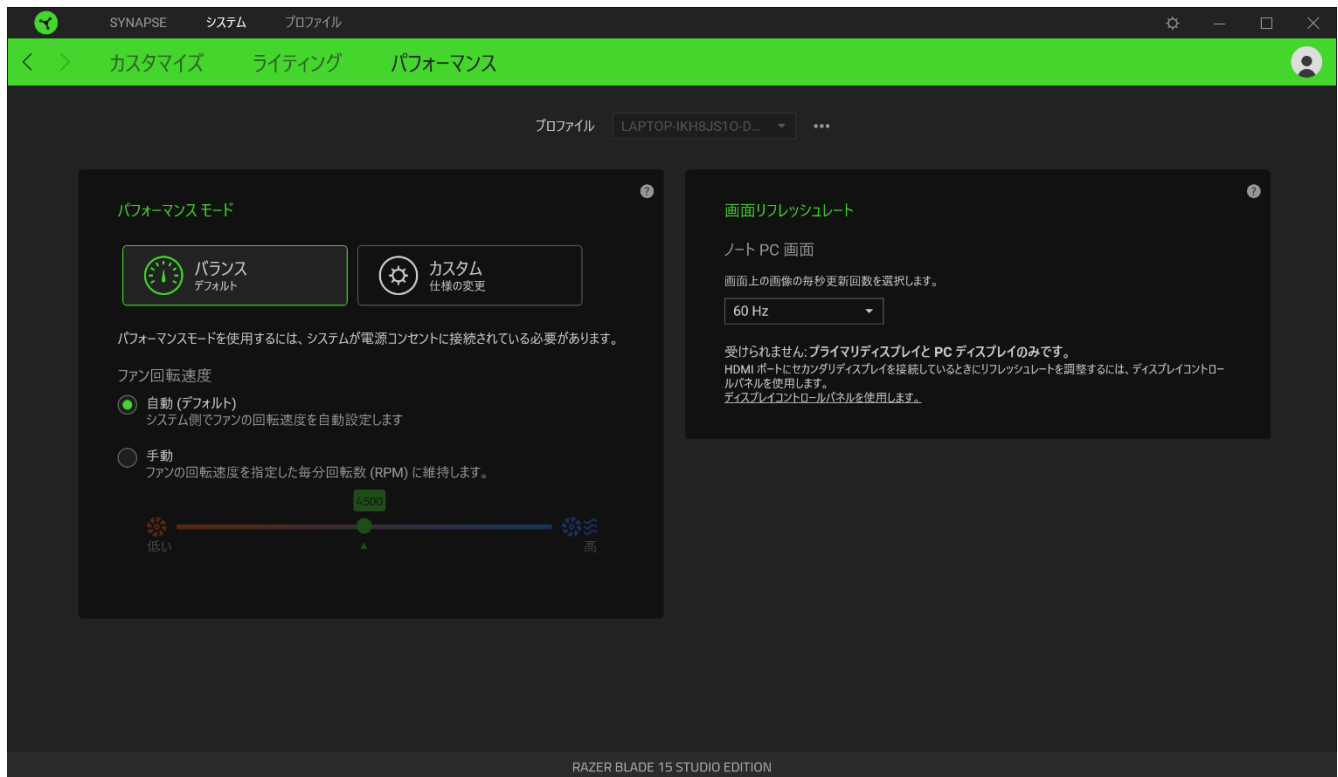 SYNAPSE システム プロファイル
カスタマイズ ライティング パフォーマンス
プロファイル LAPTOP-IKH8JS1O-D...
パフォーマンス モード
バランス
デフォルト
カスタム
仕様の変更
パフォーマンスモードを使用するには、システムが電源コンセントに接続されている必要があります。
ファン回転速度
自動 (デフォルト)
システム側でファンの回転速度を自動設定します
手動
ファンの回転速度を指定した毎分回転数 (RPM) に維持します。
4500
低い
高
画面リフレッシュレート
ノート PC 画面
画面上の画像の毎秒更新回数を選択します。
60 Hz
受けられません: プライマリディスプレイと PC ディスプレイのみです。
HDMI ポートにセカンダリディスプレイを接続しているときにリフレッシュレートを調整するには、ディスプレイコントロー
ルパネルを使用します。
ディスプレイコントロールパネルを使用します。
RAZER BLADE 15 STUDIO EDITION